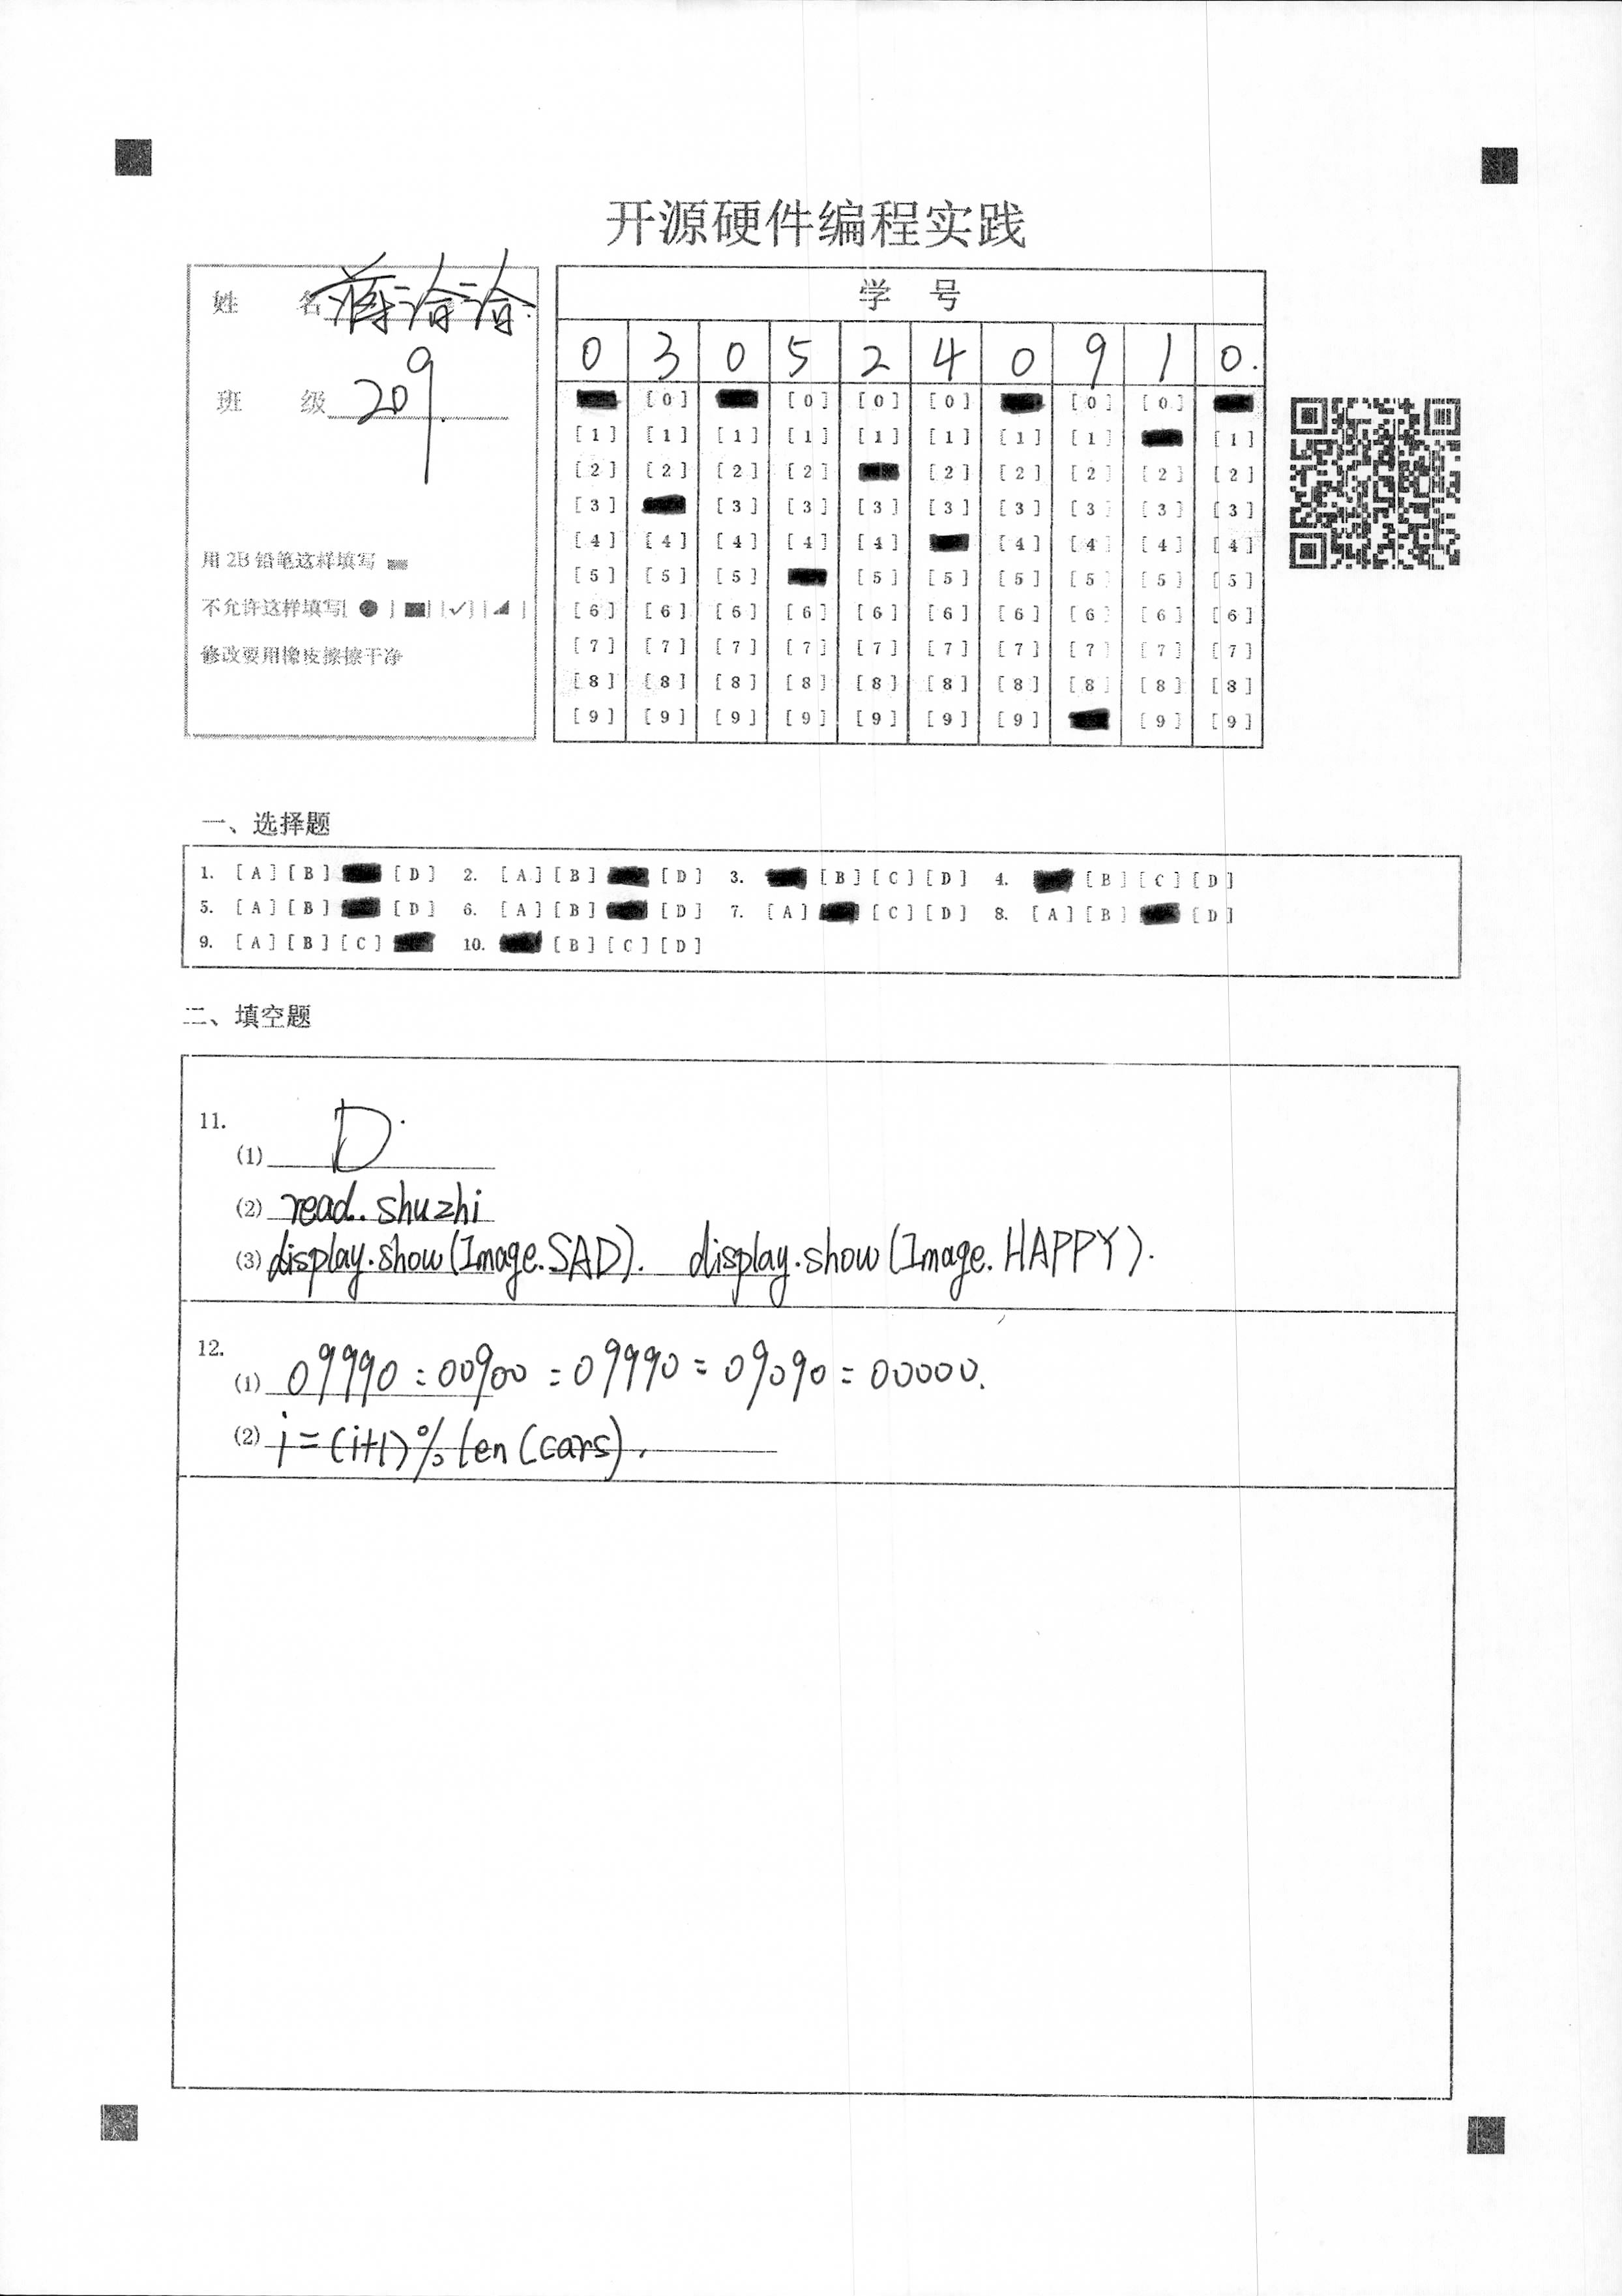 开源硬件编程实践
姓 名 蒋洽洽
班 级 209.
用 2B 铅笔这样填写
不允许这样填写
修改要用橡皮擦擦干净
学 号
0 3 0 5 2 4 0 9 1 0.
[0] [0] [0] [0] [0] [0]
[1] [1] [1] [1] [1] [1] [1] [1] [1]
[2] [2] [2] [2] [2] [2] [2] [2] [2]
[3] [3] [3] [3] [3] [3] [3] [3] [3]
[4] [4] [4] [4] [4] [4] [4] [4] [4]
[5] [5] [5] [5] [5] [5] [5] [5] [5]
[6] [6] [6] [6] [6] [6] [6] [6] [6] [6]
[7] [7] [7] [7] [7] [7] [7] [7] [7] [7]
[8] [8] [8] [8] [8] [8] [8] [8] [8] [8]
[9] [9] [9] [9] [9] [9] [9] [9] [9]
一、选择题
1. [A] [B] [D] 2. [A] [B] [D] 3. [B] [C] [D] 4. [B] [C] [D]
5. [A] [B] [D] 6. [A] [B] [D] 7. [A] [C] [D] 8. [A] [B] [D]
9. [A] [B] [C] 10. [B] [C] [D]
二、填空题
11.
(1) D.
(2) read.shuzhi
(3) display.show(Image.SAD). display.show(Image.HAPPY).
12.
(1) 09990:00900:09990:09090:00000.
(2) i=(i+1)%len(cars).